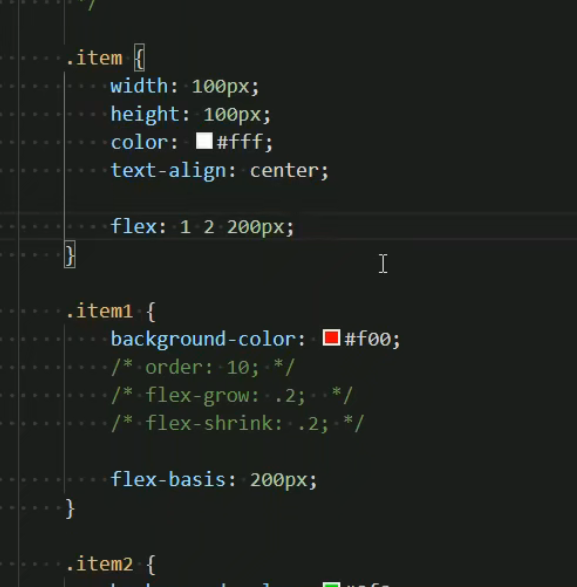 */
.item {
width: 100px;
height: 100px;
color: #fff;
text-align: center;
flex: 1 2 200px;
}
.item1 {
background-color: #f00;
/* order: 10; */
/* flex-grow: .2;  */
/* flex-shrink: .2; */
flex-basis: 200px;
}
.item2 {